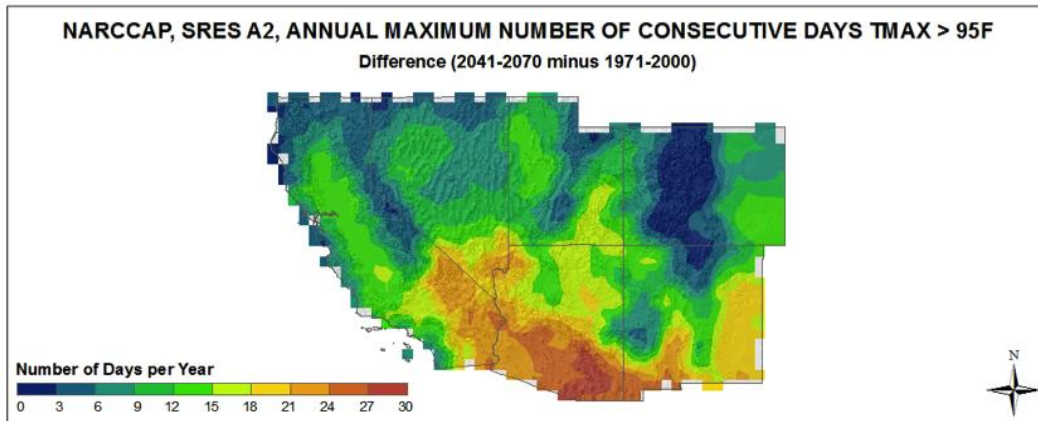 NARCCAP, SRES A2, ANNUAL MAXIMUM NUMBER OF CONSECUTIVE DAYS TMAX > 95F
Difference (2041-2070 minus 1971-2000)
Number of Days per Year
0 3 6 9 12 15 18 21 24 27 30
N